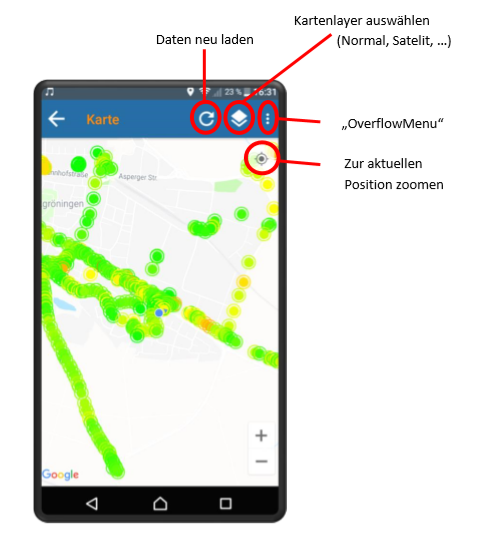 Kartenlayer auswählen
(Normal, Satelit, …)
Daten neu laden
23 % 16:31
Karte
„OverflowMenu“
Zur aktuellen
Position zoomen
Asperger Str.
gröningen
+
−
Google